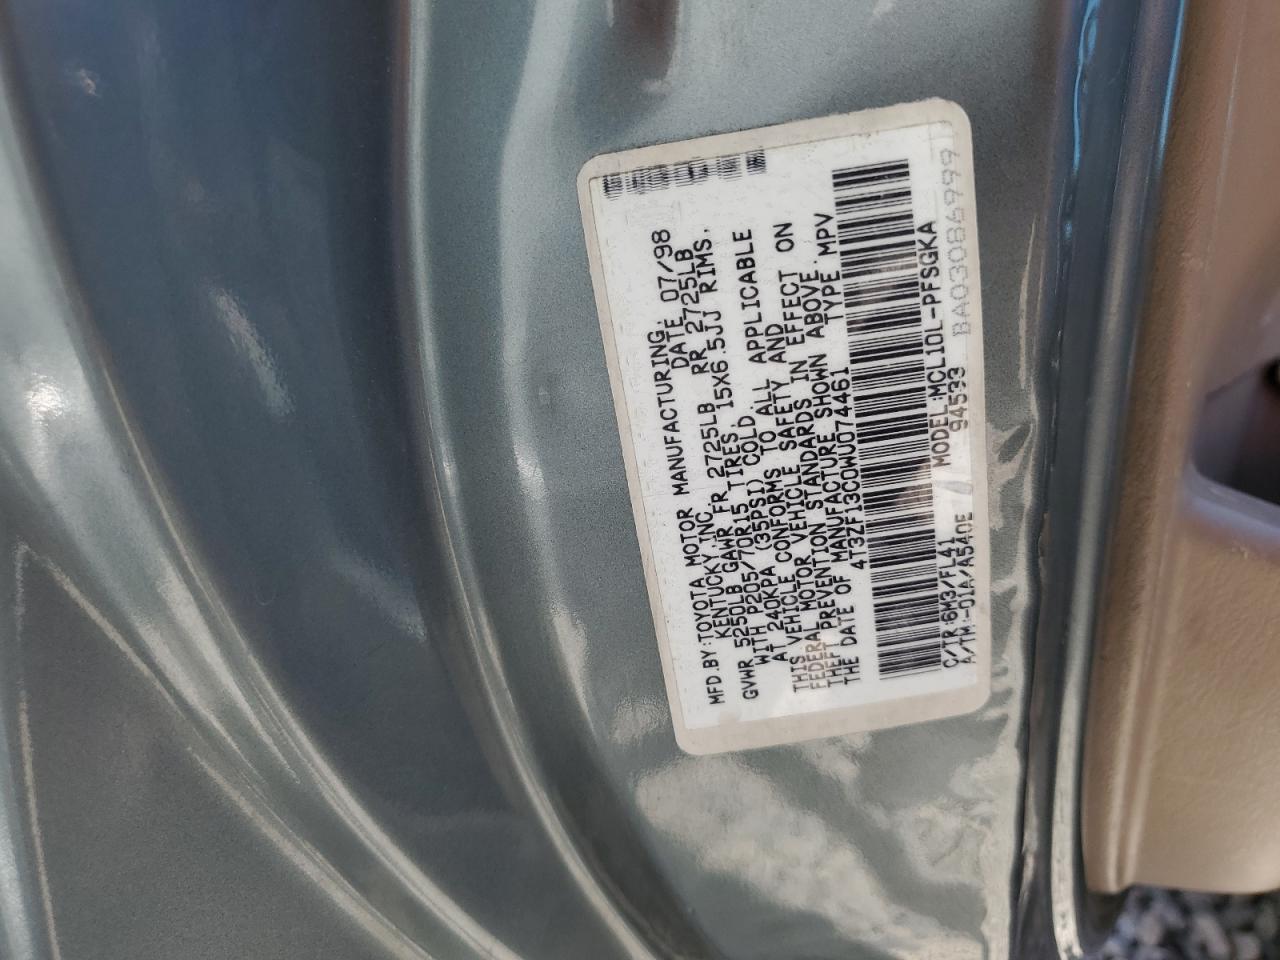 MFD.BY:TOYOTA MOTOR MANUFACTURING,
KENTUCKY,INC. DATE 07/98
GVWR 5250LB GAWR FR 2725LB RR 2725LB
WITH P205/70R15 TIRES, 15X6.5JJ RIMS,
AT 240KPA (35PSI) COLD.
THIS VEHICLE CONFORMS TO ALL APPLICABLE
FEDERAL MOTOR VEHICLE SAFETY AND
THEFT PREVENTION STANDARDS IN EFFECT ON
THE DATE OF MANUFACTURE SHOWN ABOVE.
4T3ZF13C0WU074461 TYPE MPV
C/TR:6M3/FL41 MODEL:MCL10L-PFSGKA
A/TM:-01A/A540E 94533 BA03086999